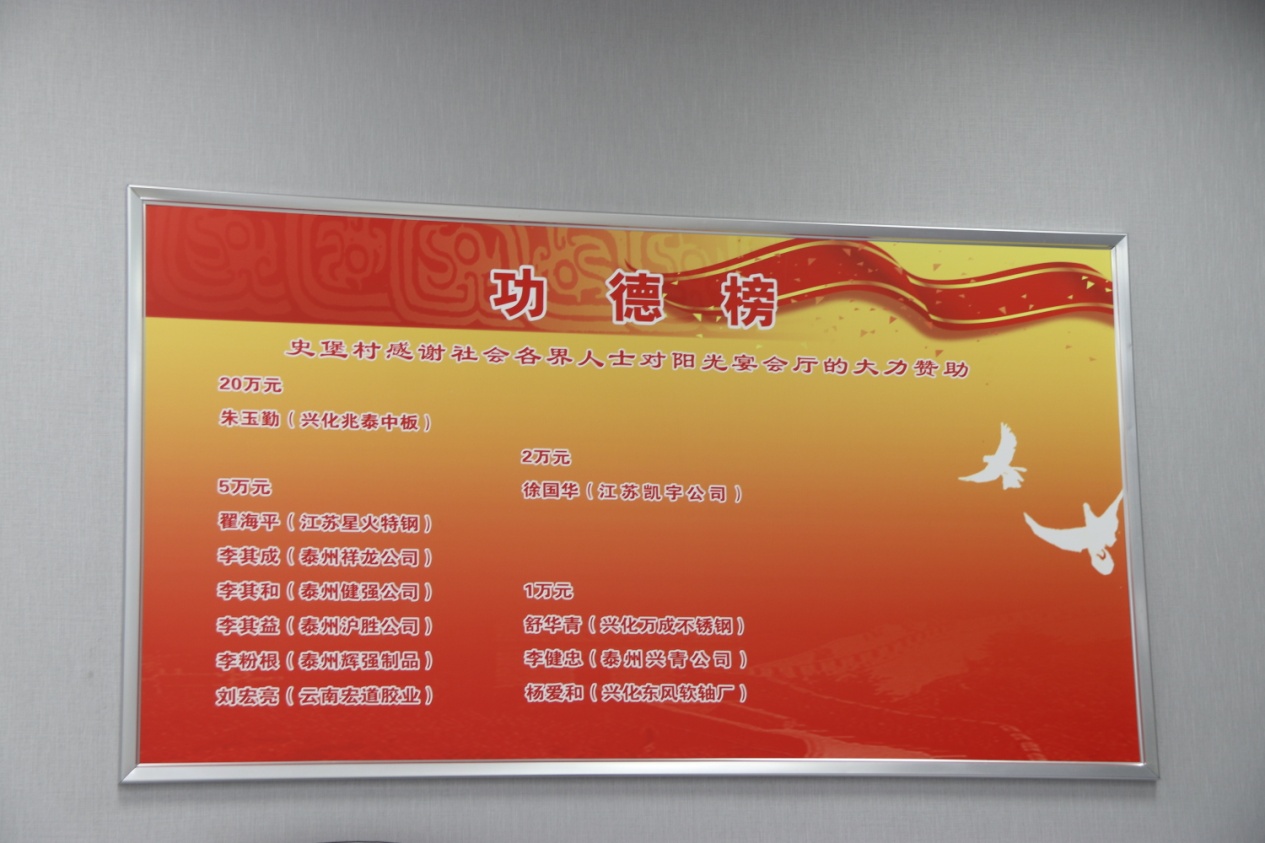 功德榜
史堡村感谢社会各界人士对阳光宴会厅的大力赞助
20万元
朱玉勤（兴化兆泰中板）
5万元
翟海平（江苏星火特钢）
李其成（泰州祥龙公司）
李其和（泰州健强公司）
李其益（泰州沪胜公司）
李粉根（泰州辉强制品）
刘宏亮（云南宏道胶业）
2万元
徐国华（江苏凯宇公司）
1万元
舒华青（兴化万成不锈钢）
李健忠（泰州兴青公司）
杨爱和（兴化东风软轴厂）